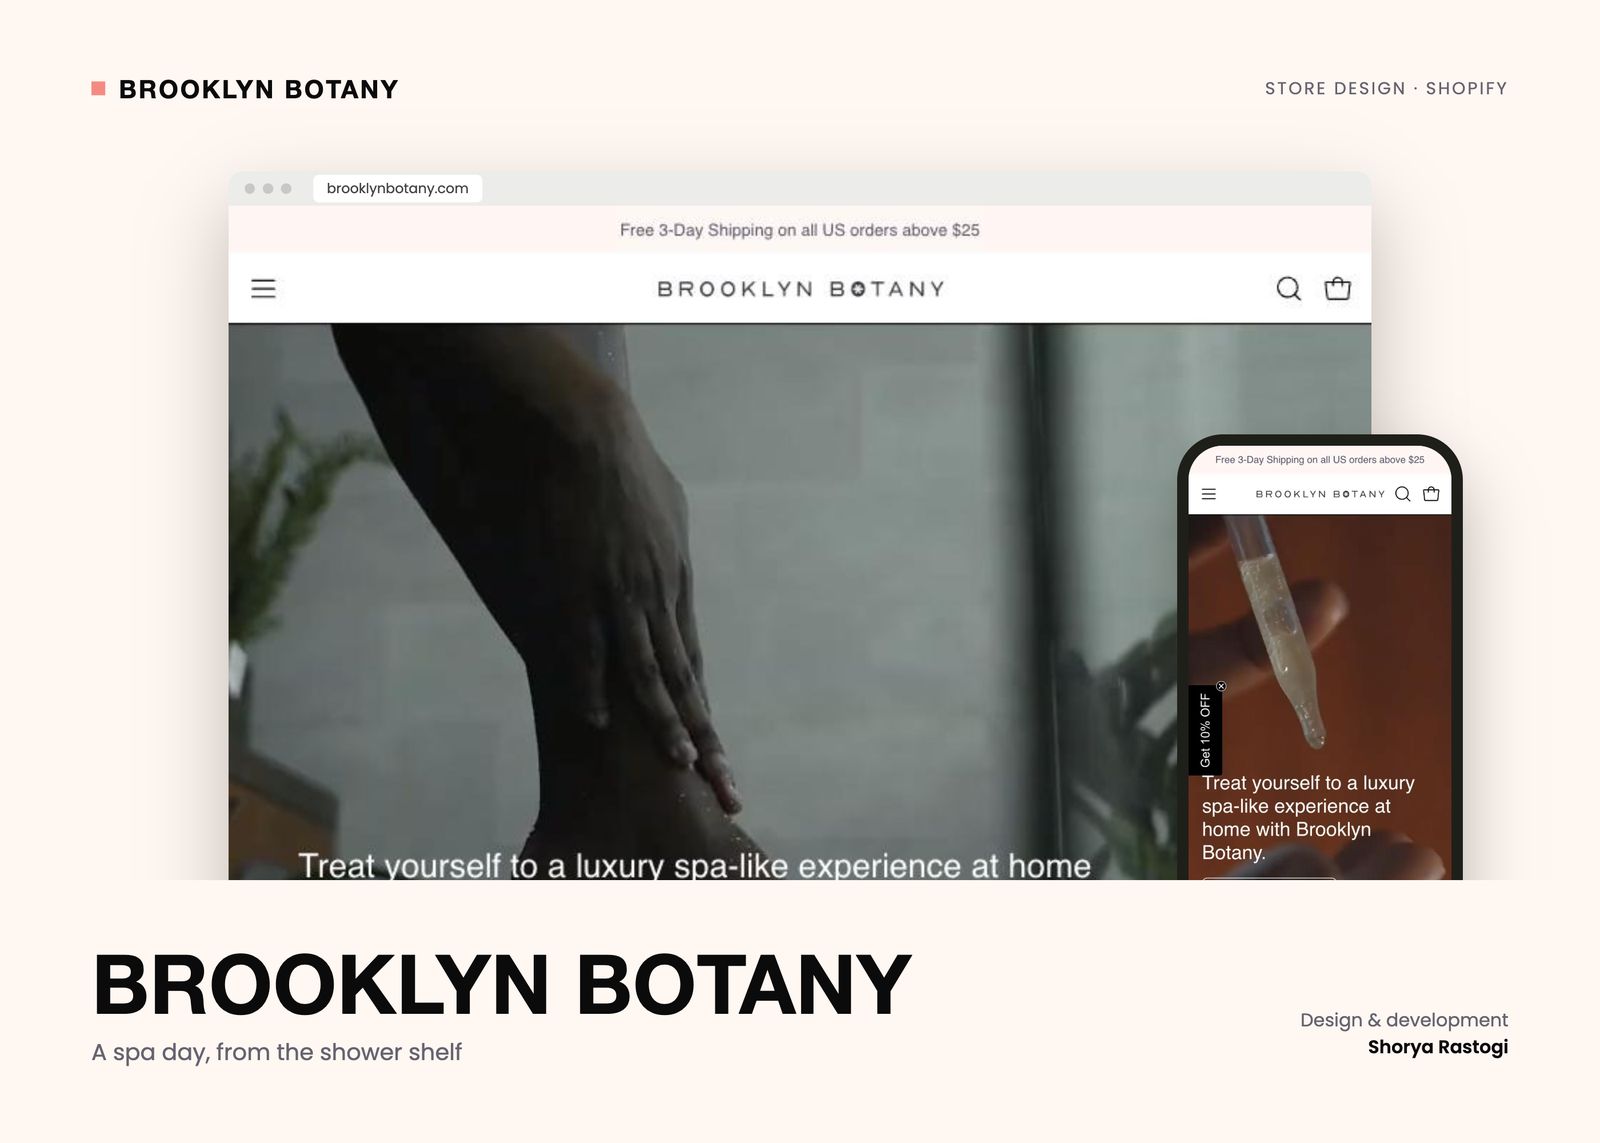 BROOKLYN BOTANY
STORE DESIGN · SHOPIFY
brooklynbotany.com
Free 3-Day Shipping on all US orders above $25
BROOKLYN BOTANY
Treat yourself to a luxury spa-like experience at home
Free 3-Day Shipping on all US orders above $25
BROOKLYN BOTANY
Get 10% OFF
Treat yourself to a luxury
spa-like experience at
home with Brooklyn
Botany.
BROOKLYN BOTANY
A spa day, from the shower shelf
Design & development
Shorya Rastogi